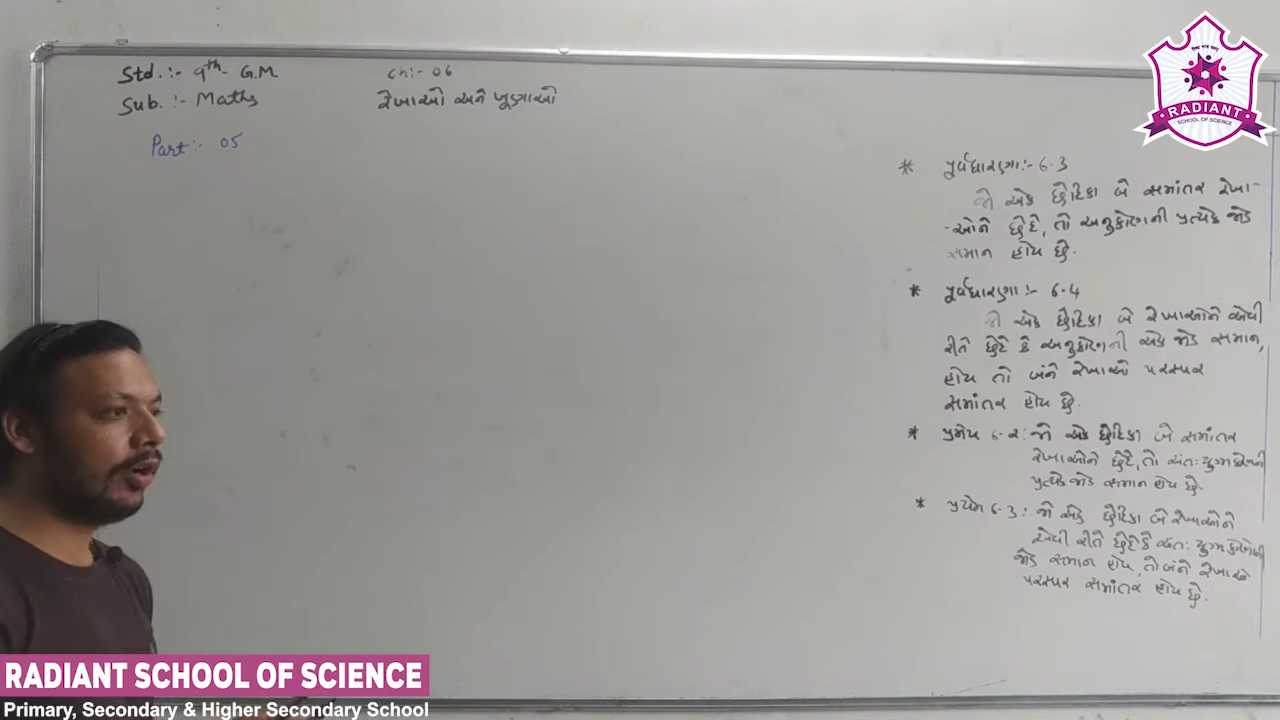 Std. :- 9th- G.M
Sub. :- Maths
Part :- 05
Ch :- 06
રેખાઓ અને ખૂણાઓ
* પૂર્વધારણા :- 6.3
જો એક છેદિકા બે સમાંતર રેખા-
-ઓને છેદે, તો અનુકોણની પ્રત્યેક જોડ
સમાન હોય છે.
* પૂર્વધારણા :- 6.4
જો એક છેદિકા બે રેખાઓને એવી
રીતે છેદે કે અનુકોણની એક જોડ સમાન,
હોય તો બંને રેખાઓ પરસ્પર
સમાંતર હોય છે.
* પ્રમેય 6.2 : જો એક છેદિકા બે સમાંતર
રેખાઓને છેદે, તો અંતઃયુગ્મકોણની
પ્રત્યેક જોડ સમાન હોય છે.
* પ્રમેય 6.3 : જો એક છેદિકા બે રેખાઓને
એવી રીતે છેદે કે અંતઃયુગ્મકોણની
જોડ સમાન હોય, તો બંને રેખાઓ
પરસ્પર સમાંતર હોય છે.
RADIANT
SCHOOL OF SCIENCE
RADIANT SCHOOL OF SCIENCE
Primary, Secondary & Higher Secondary School